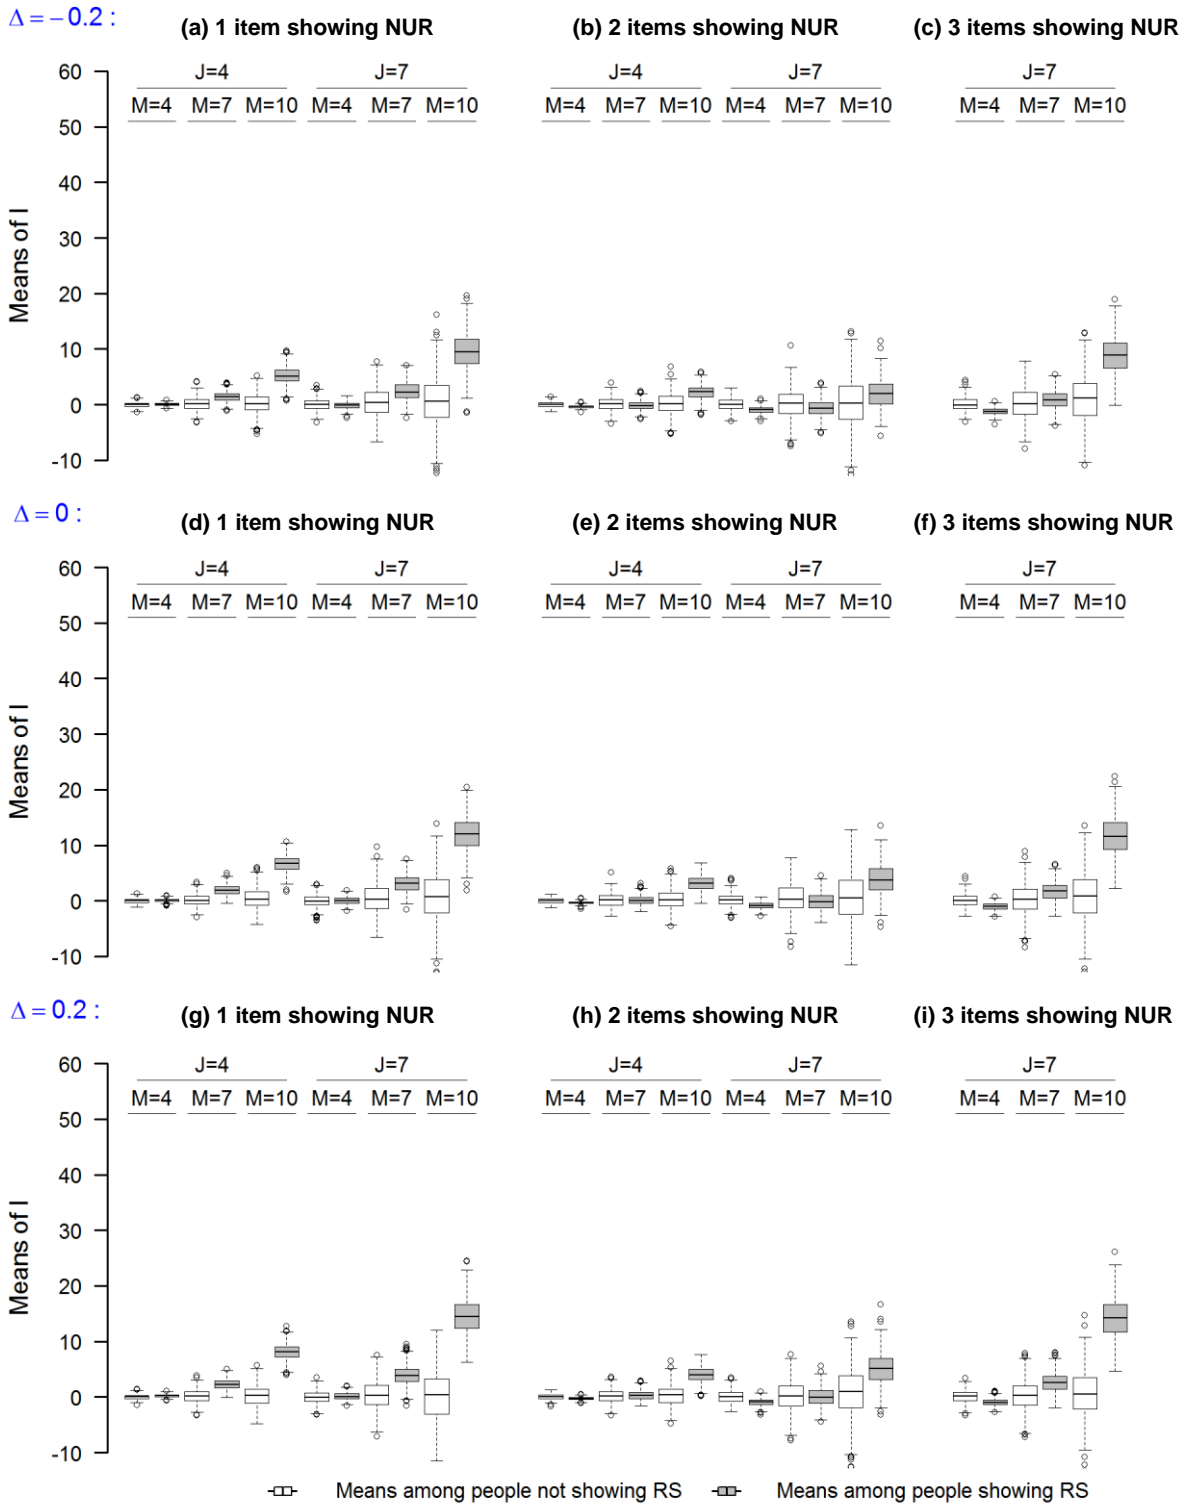 Δ = − 0.2 :
(a) 1 item showing NUR (b) 2 items showing NUR (c) 3 items showing NUR
J=4 J=7 J=4 J=7 J=7
M=4 M=7 M=10 M=4 M=7 M=10 M=4 M=7 M=10 M=4 M=7 M=10 M=4 M=7 M=10
60
50
40
30
20
10
0
-10
Means of I
Δ = 0 :
(d) 1 item showing NUR (e) 2 items showing NUR (f) 3 items showing NUR
J=4 J=7 J=4 J=7 J=7
M=4 M=7 M=10 M=4 M=7 M=10 M=4 M=7 M=10 M=4 M=7 M=10 M=4 M=7 M=10
60
50
40
30
20
10
0
-10
Means of I
Δ = 0.2 :
(g) 1 item showing NUR (h) 2 items showing NUR (i) 3 items showing NUR
J=4 J=7 J=4 J=7 J=7
M=4 M=7 M=10 M=4 M=7 M=10 M=4 M=7 M=10 M=4 M=7 M=10 M=4 M=7 M=10
60
50
40
30
20
10
0
-10
Means of I
Means among people not showing RS Means among people showing RS